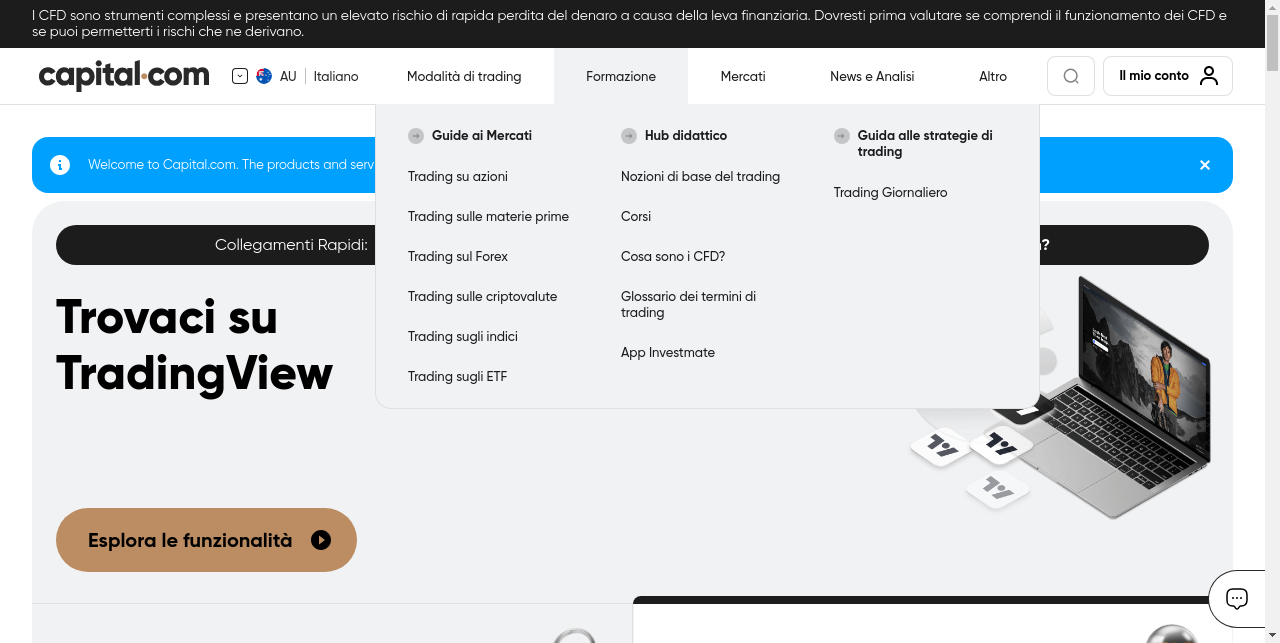 I CFD sono strumenti complessi e presentano un elevato rischio di rapida perdita del denaro a causa della leva finanziaria. Dovresti prima valutare se comprendi il funzionamento dei CFD e
se puoi permetterti i rischi che ne derivano.
capital.com
AU
Italiano
Modalità di trading
Formazione
Mercati
News e Analisi
Altro
Il mio conto
Guide ai Mercati
Trading su azioni
Trading sulle materie prime
Trading sul Forex
Trading sulle criptovalute
Trading sugli indici
Trading sugli ETF
Hub didattico
Nozioni di base del trading
Corsi
Cosa sono i CFD?
Glossario dei termini di
trading
App Investmate
Guida alle strategie di
trading
Trading Giornaliero
Welcome to Capital.com. The products and
Collegamenti Rapidi:
Trovaci su
TradingView
Esplora le funzionalità